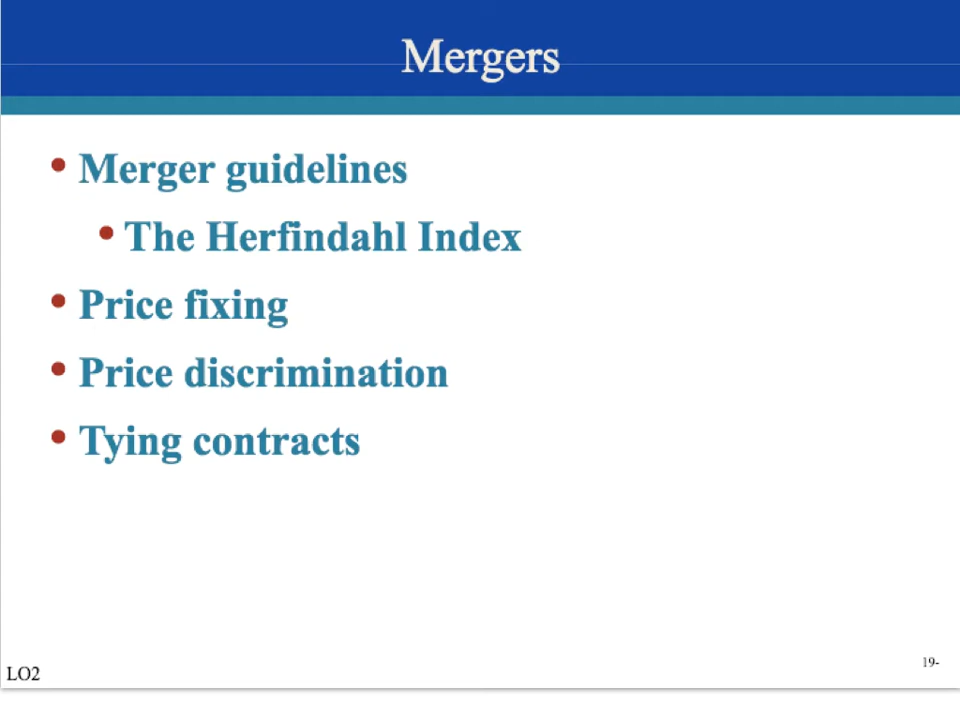 Mergers
• Merger guidelines
• The Herfindahl Index
• Price fixing
• Price discrimination
• Tying contracts
LO2
19-